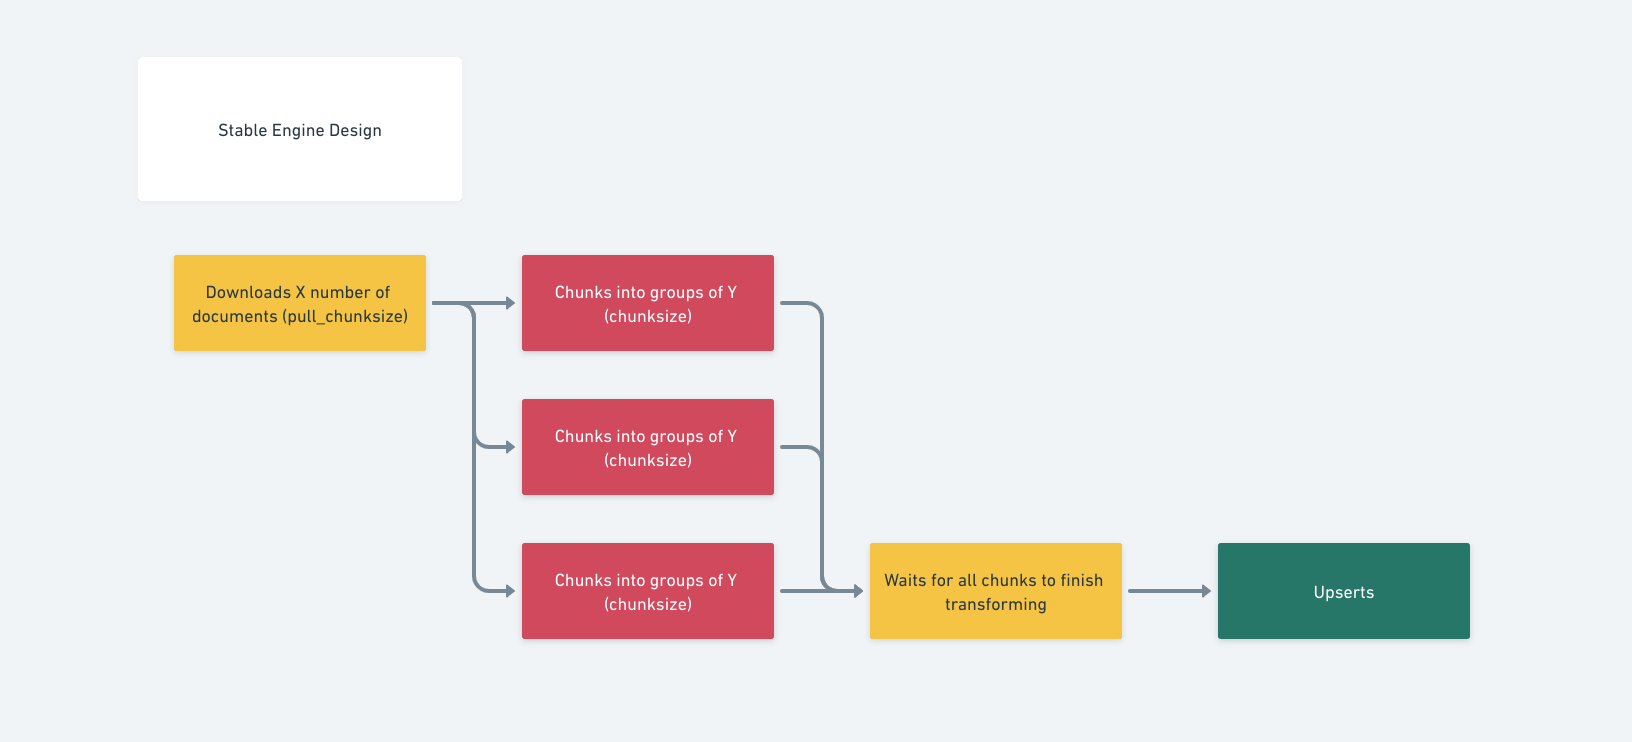 Stable Engine Design
Downloads X number of
documents (pull_chunksize)
Chunks into groups of Y
(chunksize)
Chunks into groups of Y
(chunksize)
Chunks into groups of Y
(chunksize)
Waits for all chunks to finish
transforming
Upserts